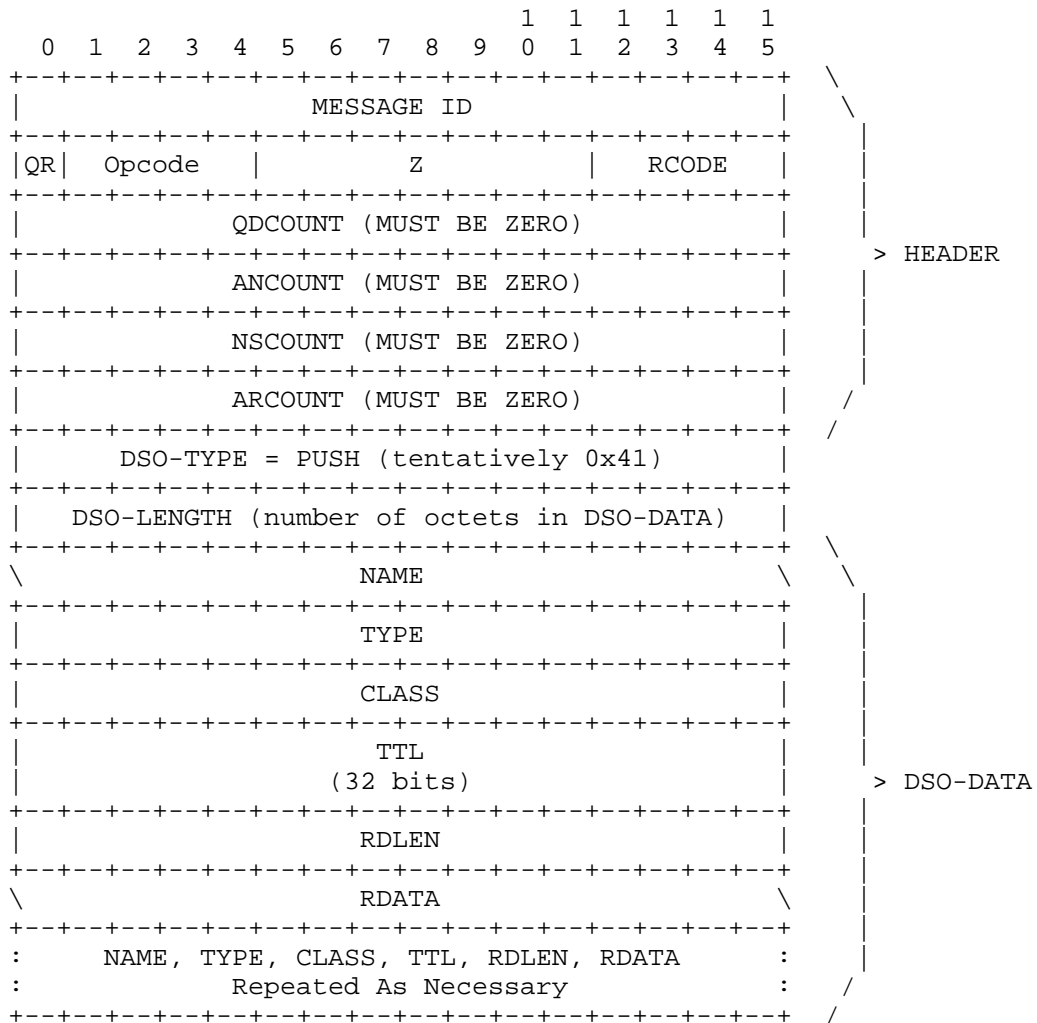 1 1 1 1 1 1
0 1 2 3 4 5 6 7 8 9 0 1 2 3 4 5
MESSAGE ID
QR Opcode Z RCODE
QDCOUNT (MUST BE ZERO)
> HEADER
ANCOUNT (MUST BE ZERO)
NSCOUNT (MUST BE ZERO)
ARCOUNT (MUST BE ZERO)
DSO-TYPE = PUSH (tentatively 0x41)
DSO-LENGTH (number of octets in DSO-DATA)
NAME
TYPE
CLASS
TTL
(32 bits) > DSO-DATA
RDLEN
RDATA
: NAME, TYPE, CLASS, TTL, RDLEN, RDATA :
: Repeated As Necessary :